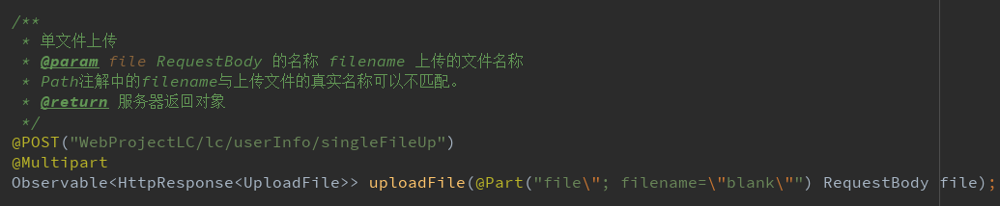 /**
* 单文件上传
* @param file RequestBody 的名称 filename 上传的文件名称
* Path注解中的filename与上传文件的真实名称可以不匹配。
* @return 服务器返回对象
*/
@POST("WebProjectLC/lc/userInfo/singleFileUp")
@Multipart
Observable<HttpResponse<UploadFile>> uploadFile(@Part("file\"; filename=\"blank\"") RequestBody file);